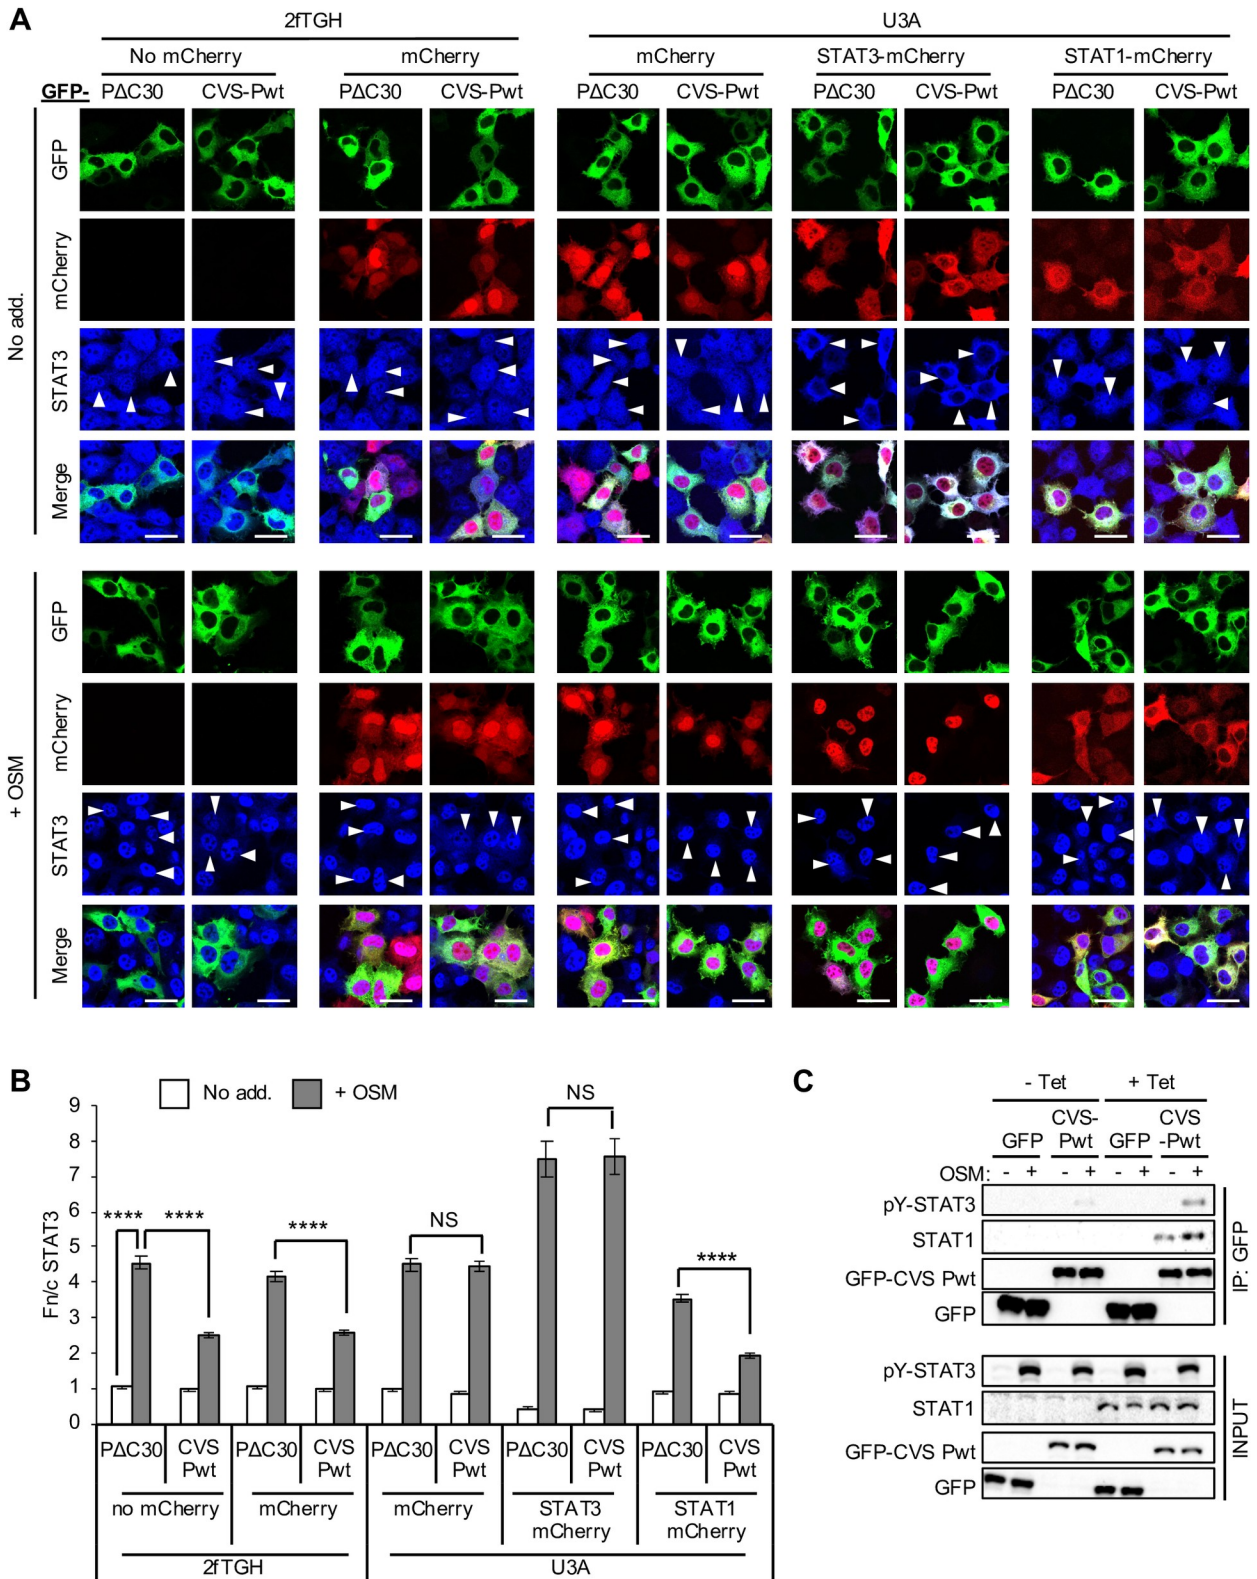 A
2fTGH
U3A
No mCherry
mCherry
mCherry
STAT3-mCherry
STAT1-mCherry
GFP-
PΔC30
CVS-Pwt
PΔC30
CVS-Pwt
PΔC30
CVS-Pwt
PΔC30
CVS-Pwt
PΔC30
CVS-Pwt
No add.
GFP
mCherry
STAT3
Merge
+ OSM
GFP
mCherry
STAT3
Merge
B
No add.
+ OSM
Fn/c STAT3
9
8
7
6
5
4
3
2
1
0
****
****
****
NS
NS
****
PΔC30
CVS
Pwt
PΔC30
CVS
Pwt
PΔC30
CVS
Pwt
PΔC30
CVS
Pwt
PΔC30
CVS
Pwt
no mCherry
mCherry
mCherry
STAT3
mCherry
STAT1
mCherry
2fTGH
U3A
C
- Tet
+ Tet
GFP
CVS-
Pwt
GFP
CVS
-Pwt
OSM: - + - + - + - +
pY-STAT3
STAT1
GFP-CVS Pwt
GFP
IP: GFP
pY-STAT3
STAT1
GFP-CVS Pwt
GFP
INPUT